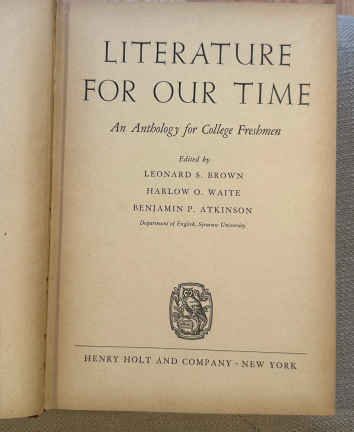 LITERATURE
FOR OUR TIME
An Anthology for College Freshmen
Edited by
LEONARD S. BROWN
HARLOW O. WAITE
BENJAMIN P. ATKINSON
Department of English, Syracuse University
HENRY HOLT AND COMPANY · NEW YORK